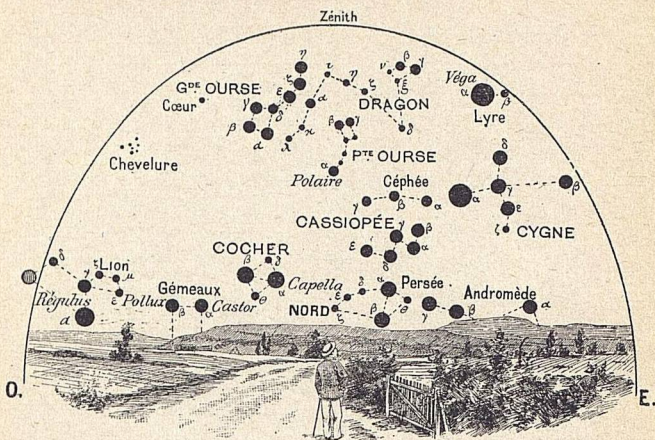 Zénith
η
ζ
ε
δ
γ
β
α
GDE OURSE
Cœur
ι
η
ζ
α
κ
λ
DRAGON
ν
β
γ
ξ
δ
Véga
α
β
Lyre
Chevelure
β
γ
PTE OURSE
α
Polaire
δ
γ
α
β
ε
ζ
CYGNE
Céphée
γ
β
α
CASSIOPÉE
γ
β
ε
δ
α
COCHER
β
δ
α
θ
Capella
δ
Lion
γ
ζ
μ
ε
Régulus
α
Pollux
Gémeaux
β
α
Castor
ε
δ
α
Persée
NORD
ζ
β
θ
Andromède
γ
β
α
O.
E.